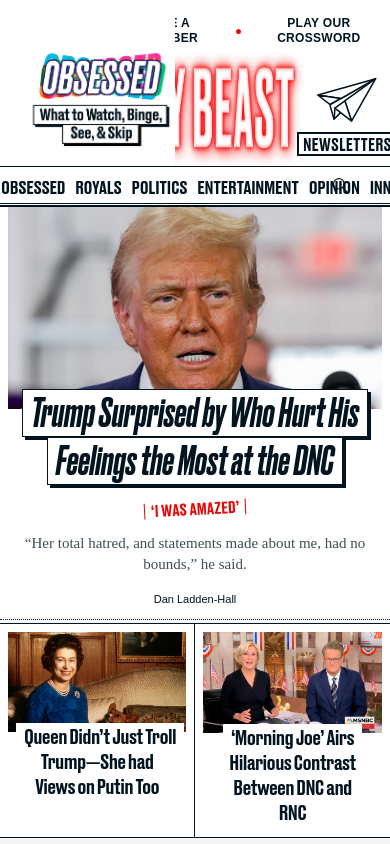 E A
BER
PLAY OUR
CROSSWORD
OBSESSED
What to Watch, Binge,
See, & Skip
Y BEAST
NEWSLETTERS
OBSESSED ROYALS POLITICS ENTERTAINMENT OPINION INN
Trump Surprised by Who Hurt His
Feelings the Most at the DNC
‘I WAS AMAZED’
“Her total hatred, and statements made about me, had no
bounds,” he said.
Dan Ladden-Hall
MSNBC
Queen Didn’t Just Troll
Trump—She had
Views on Putin Too
‘Morning Joe’ Airs
Hilarious Contrast
Between DNC and
RNC